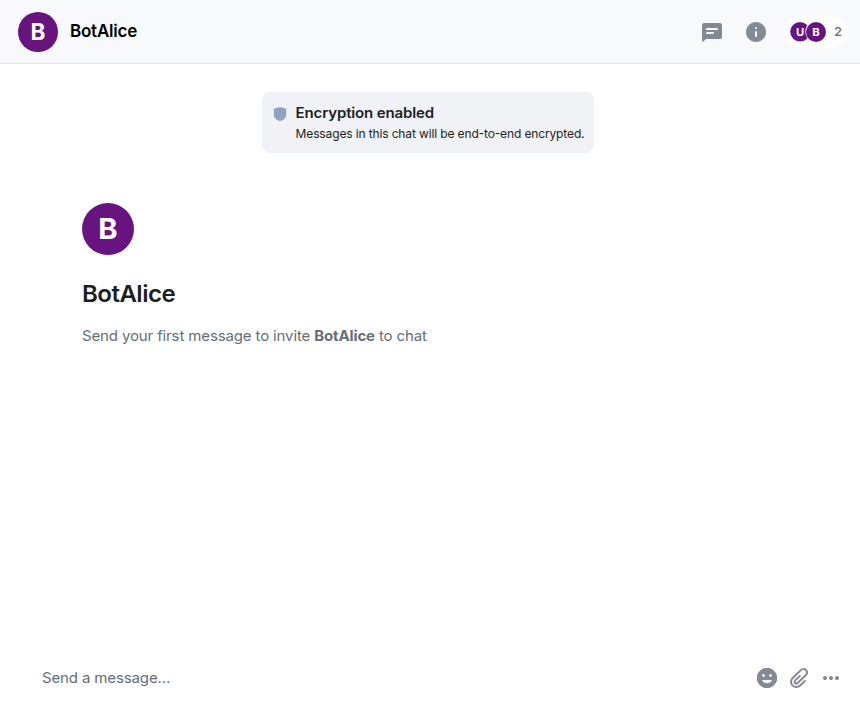 B BotAlice U B 2
Encryption enabled
Messages in this chat will be end-to-end encrypted.
B
BotAlice
Send your first message to invite BotAlice to chat
Send a message...